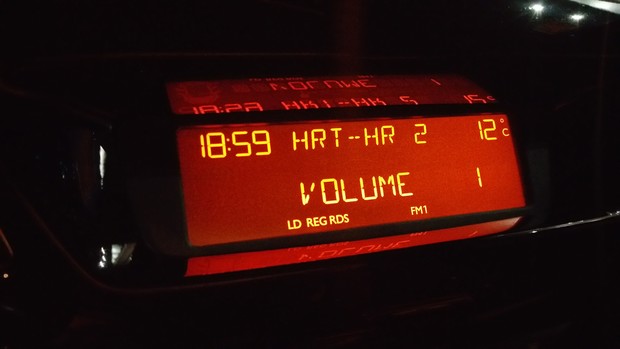 18:59 HRT--HR 2 12°C
VOLUME 1
LD REG RDS FM1